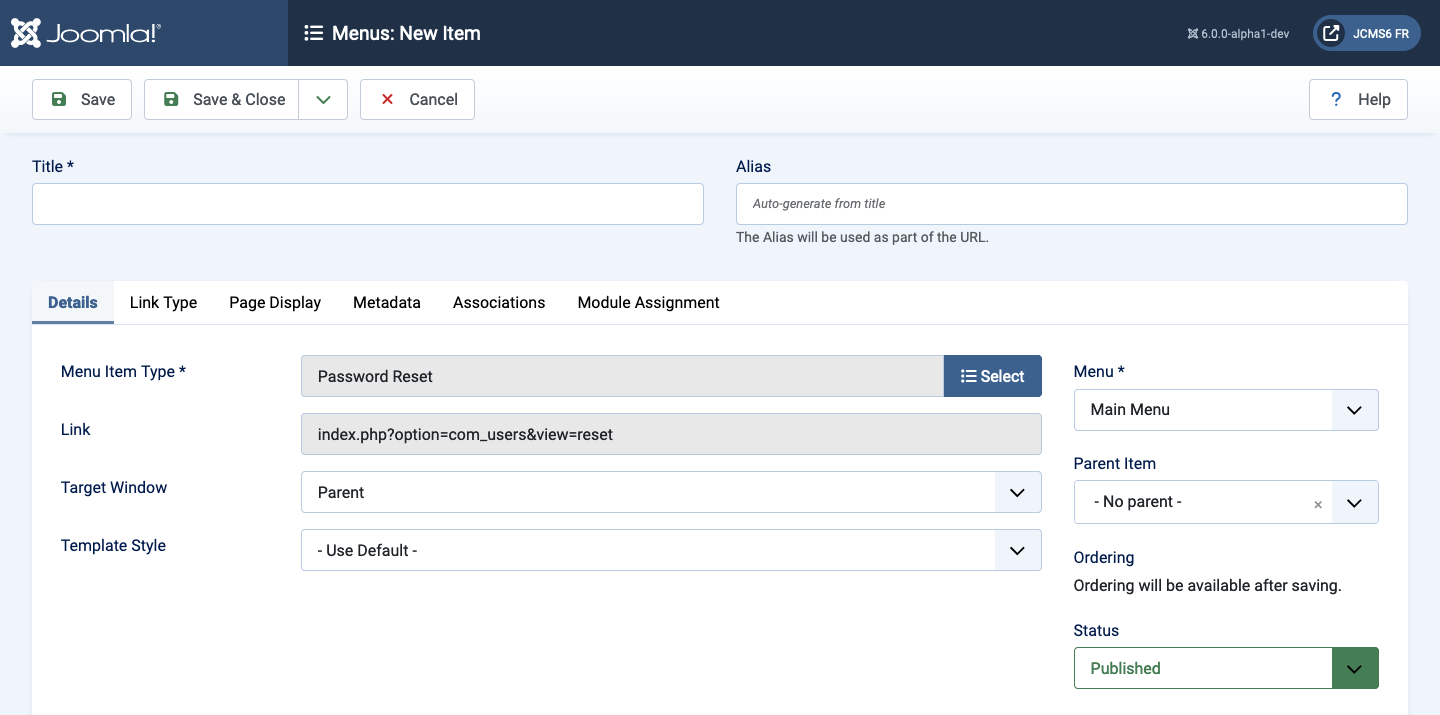 Joomla!® Menus: New Item 6.0.0-alpha1-dev JCMS6 FR
Save Save & Close Cancel ? Help
Title * Alias
Auto-generate from title
The Alias will be used as part of the URL.
Details Link Type Page Display Metadata Associations Module Assignment
Menu Item Type * Password Reset Select
Menu *
Main Menu
Link index.php?option=com_users&view=reset
Parent Item
Target Window Parent
- No parent - ×
Template Style - Use Default -
Ordering
Ordering will be available after saving.
Status
Published